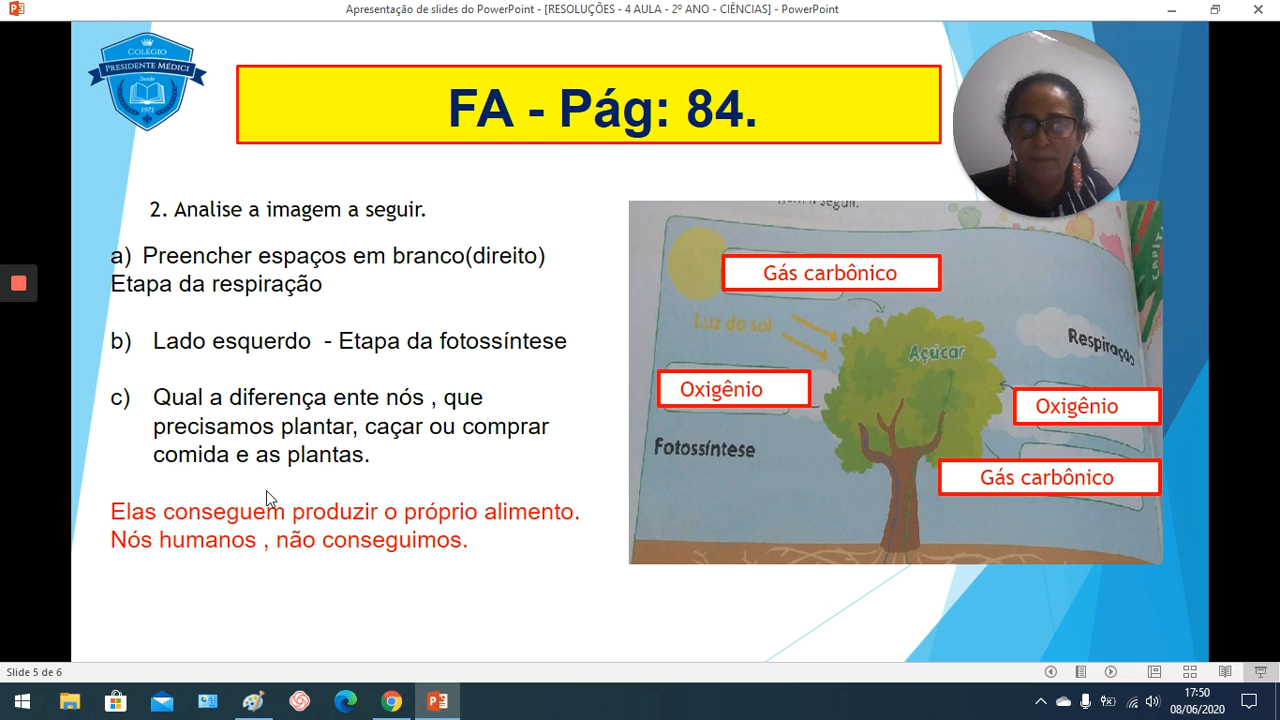 Apresentação de slides do PowerPoint - [RESOLUÇÕES - 4 AULA - 2º ANO - CIÊNCIAS] - PowerPoint
COLÉGIO
PRESIDENTE MÉDICI
Desde
1971
FA - Pág: 84.
2. Analise a imagem a seguir.
a) Preencher espaços em branco(direito)
Etapa da respiração
b) Lado esquerdo - Etapa da fotossíntese
c) Qual a diferença ente nós , que
precisamos plantar, caçar ou comprar
comida e as plantas.
Elas conseguem produzir o próprio alimento.
Nós humanos , não conseguimos.
a seguir.
Gás carbônico
Luz do sol
Açúcar
Respiração
Oxigênio
Oxigênio
Fotossíntese
Gás carbônico
Slide 5 de 6
17:50
08/06/2020